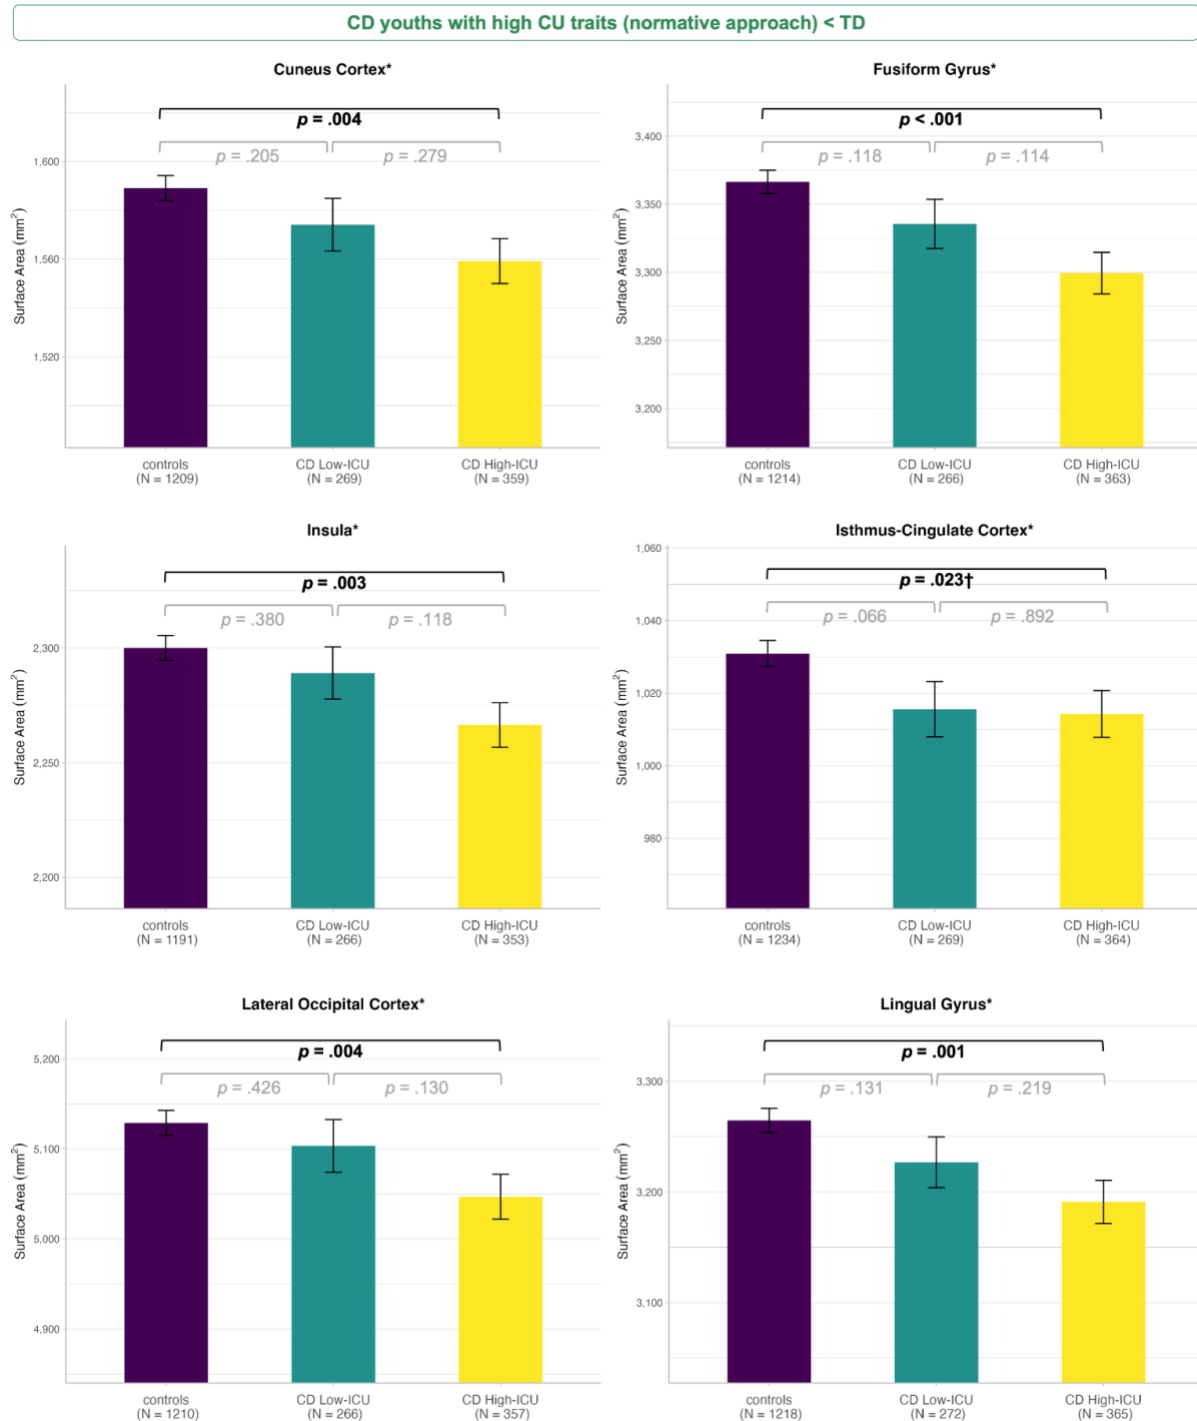 CD youths with high CU traits (normative approach) < TD
Cuneus Cortex*
p = .004
p = .205
p = .279
1,600
1,560
1,520
Surface Area (mm²)
controls
(N = 1209)
CD Low-ICU
(N = 269)
CD High-ICU
(N = 359)
Fusiform Gyrus*
p < .001
p = .118
p = .114
3,400
3,350
3,300
3,250
3,200
Surface Area (mm²)
controls
(N = 1214)
CD Low-ICU
(N = 266)
CD High-ICU
(N = 363)
Insula*
p = .003
p = .380
p = .118
2,300
2,250
2,200
Surface Area (mm²)
controls
(N = 1191)
CD Low-ICU
(N = 266)
CD High-ICU
(N = 353)
Isthmus-Cingulate Cortex*
p = .023†
p = .066
p = .892
1,060
1,040
1,020
1,000
980
Surface Area (mm²)
controls
(N = 1234)
CD Low-ICU
(N = 269)
CD High-ICU
(N = 364)
Lateral Occipital Cortex*
p = .004
p = .426
p = .130
5,200
5,100
5,000
4,900
Surface Area (mm²)
controls
(N = 1210)
CD Low-ICU
(N = 266)
CD High-ICU
(N = 357)
Lingual Gyrus*
p = .001
p = .131
p = .219
3,300
3,200
3,100
Surface Area (mm²)
controls
(N = 1218)
CD Low-ICU
(N = 272)
CD High-ICU
(N = 365)